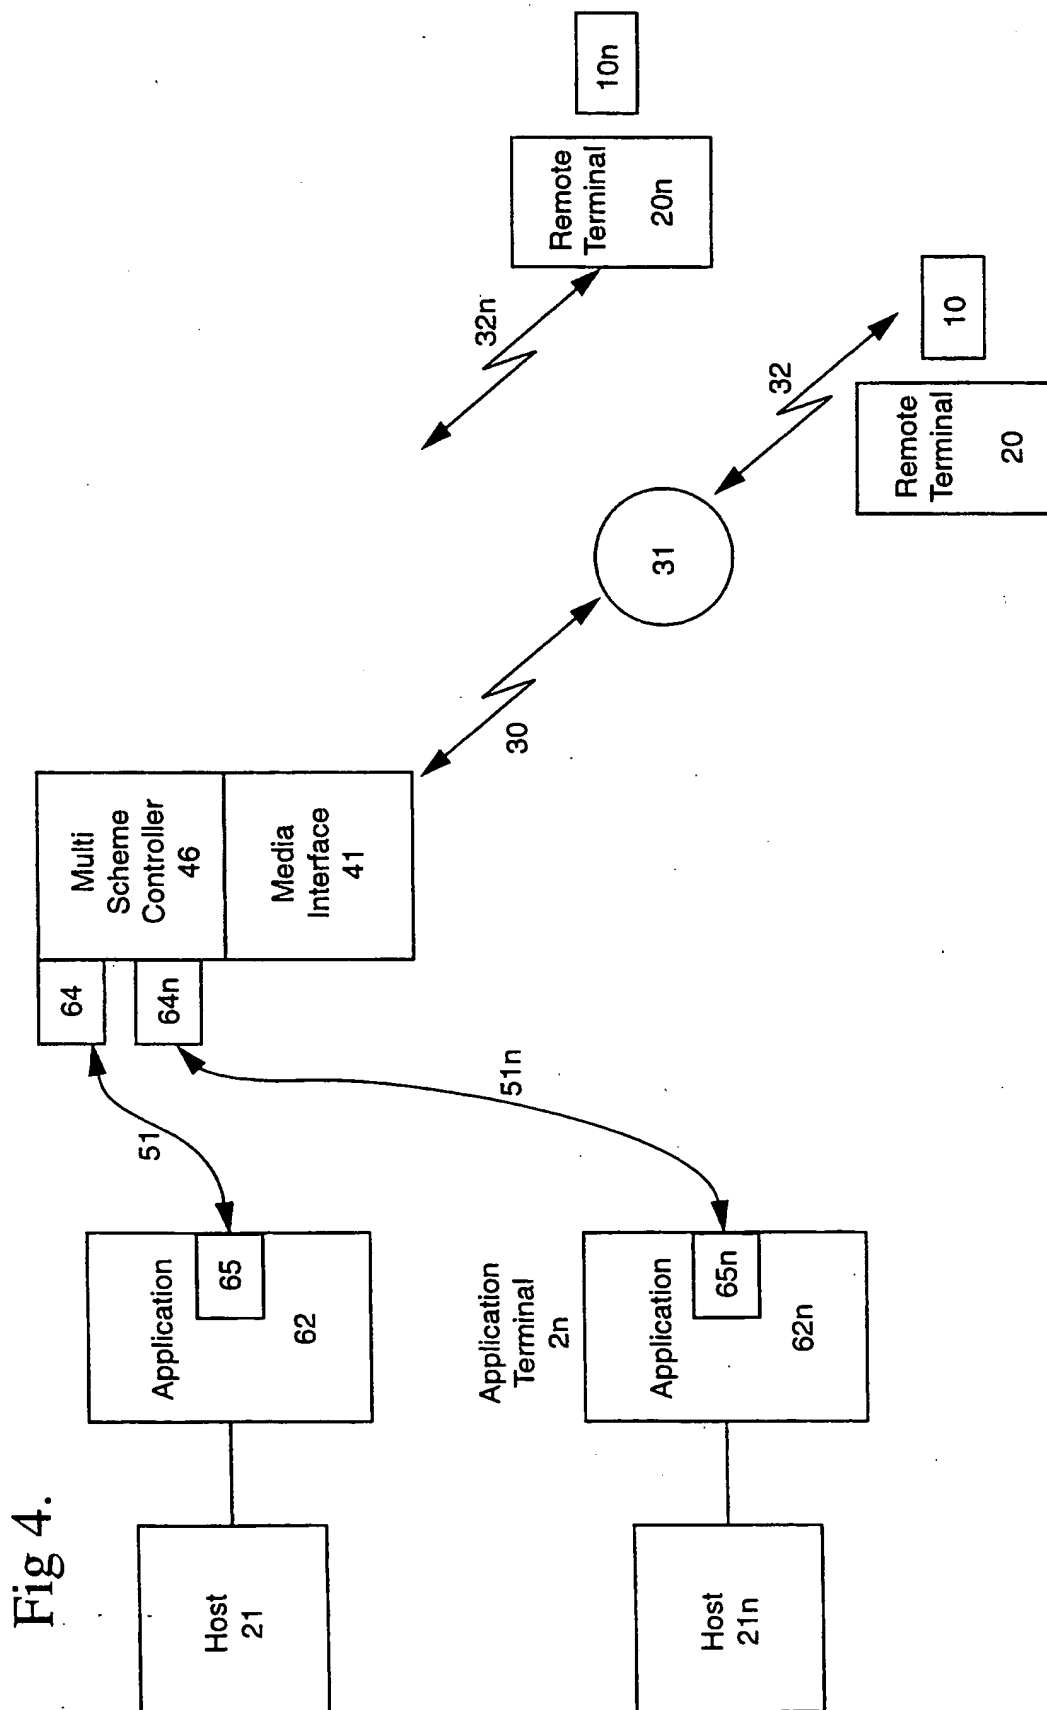 Fig 4.
Host
21
Application
65
62
51
64
64n
Multi
Scheme
Controller
46
Media
Interface
41
Host
21n
Application
Terminal
2n
Application
65n
62n
51n
30
31
32
32n
Remote
Terminal
20n
10n
Remote
Terminal
20
10